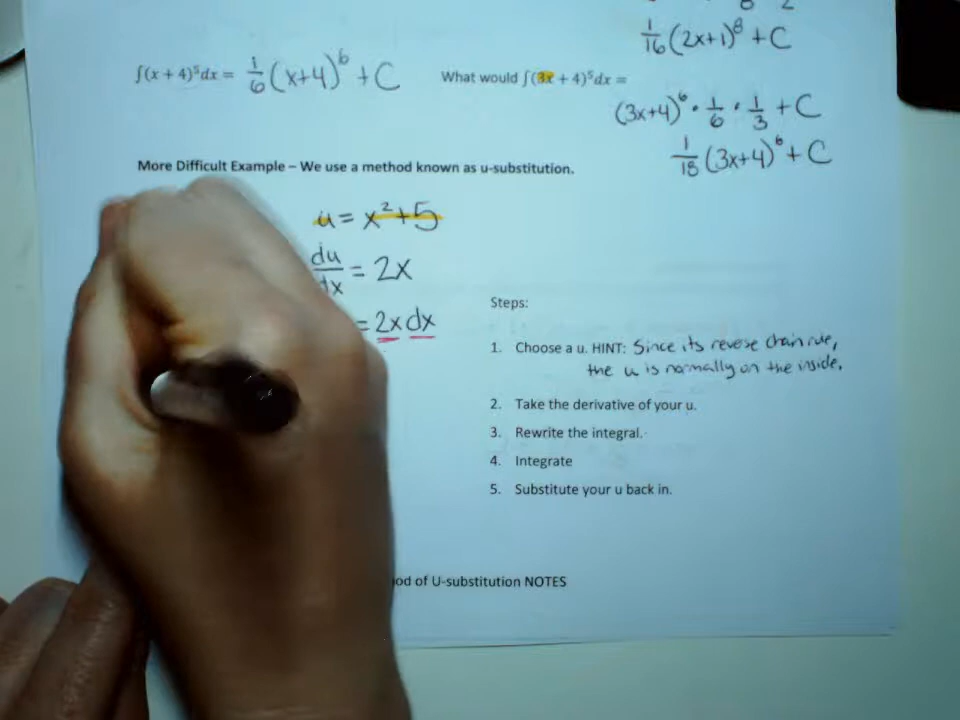 8 2
1/16 (2x+1)^8 + C
∫(x + 4)⁵dx = 1/6 (x+4)^6 + C
What would ∫(3x + 4)⁵dx =
(3x+4)^6 · 1/6 · 1/3 + C
1/18 (3x+4)^6 + C
More Difficult Example – We use a method known as u-substitution.
u = x² + 5
du/dx = 2x
= 2x dx
Steps:
1. Choose a u. HINT: Since its reverse chain rule,
the u is normally on the inside.
2. Take the derivative of your u.
3. Rewrite the integral.
4. Integrate
5. Substitute your u back in.
of U-substitution NOTES